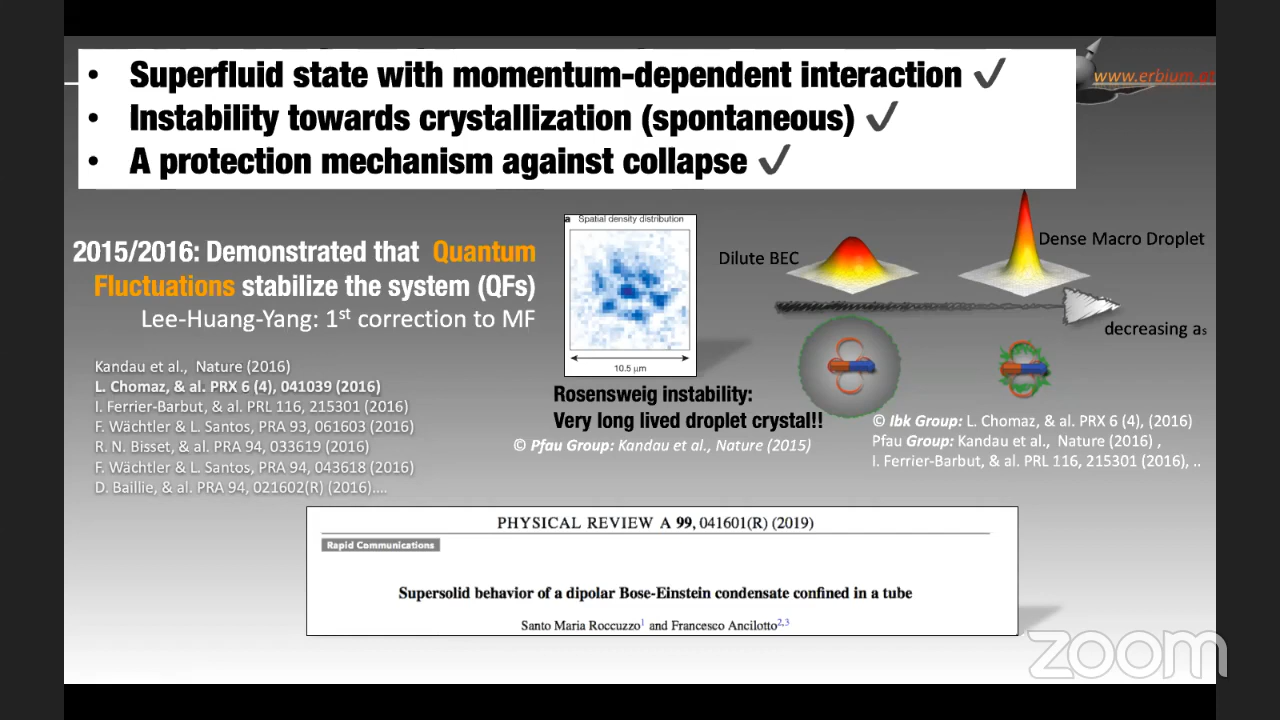 • Superfluid state with momentum-dependent interaction ✓
• Instability towards crystallization (spontaneous) ✓
• A protection mechanism against collapse ✓
www.erbium.at
2015/2016: Demonstrated that Quantum
Fluctuations stabilize the system (QFs)
Lee-Huang-Yang: 1st correction to MF
Kandau et al., Nature (2016)
L. Chomaz, & al. PRX 6 (4), 041039 (2016)
I. Ferrier-Barbut, & al. PRL 116, 215301 (2016)
F. Wächtler & L. Santos, PRA 93, 061603 (2016)
R. N. Bisset, & al. PRA 94, 033619 (2016)
F. Wächtler & L. Santos, PRA 94, 043618 (2016)
D. Baillie, & al. PRA 94, 021602(R) (2016)....
a Spatial density distribution
10.5 µm
Rosensweig instability:
Very long lived droplet crystal!!
© Pfau Group: Kandau et al., Nature (2015)
Dilute BEC
Dense Macro Droplet
decreasing as
© Ibk Group: L. Chomaz, & al. PRX 6 (4), (2016)
Pfau Group: Kandau et al., Nature (2016) ,
I. Ferrier-Barbut, & al. PRL 116, 215301 (2016), ..
PHYSICAL REVIEW A 99, 041601(R) (2019)
Rapid Communications
Supersolid behavior of a dipolar Bose-Einstein condensate confined in a tube
Santo Maria Roccuzzo1 and Francesco Ancilotto2,3
zoom